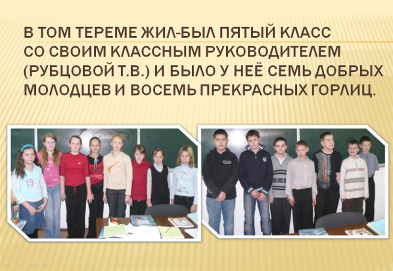 В ТОМ ТЕРЕМЕ ЖИЛ-БЫЛ ПЯТЫЙ КЛАСС
СО СВОИМ КЛАССНЫМ РУКОВОДИТЕЛЕМ
(РУБЦОВОЙ Т.В.) И БЫЛО У НЕЁ СЕМЬ ДОБРЫХ
МОЛОДЦЕВ И ВОСЕМЬ ПРЕКРАСНЫХ ГОРЛИЦ.